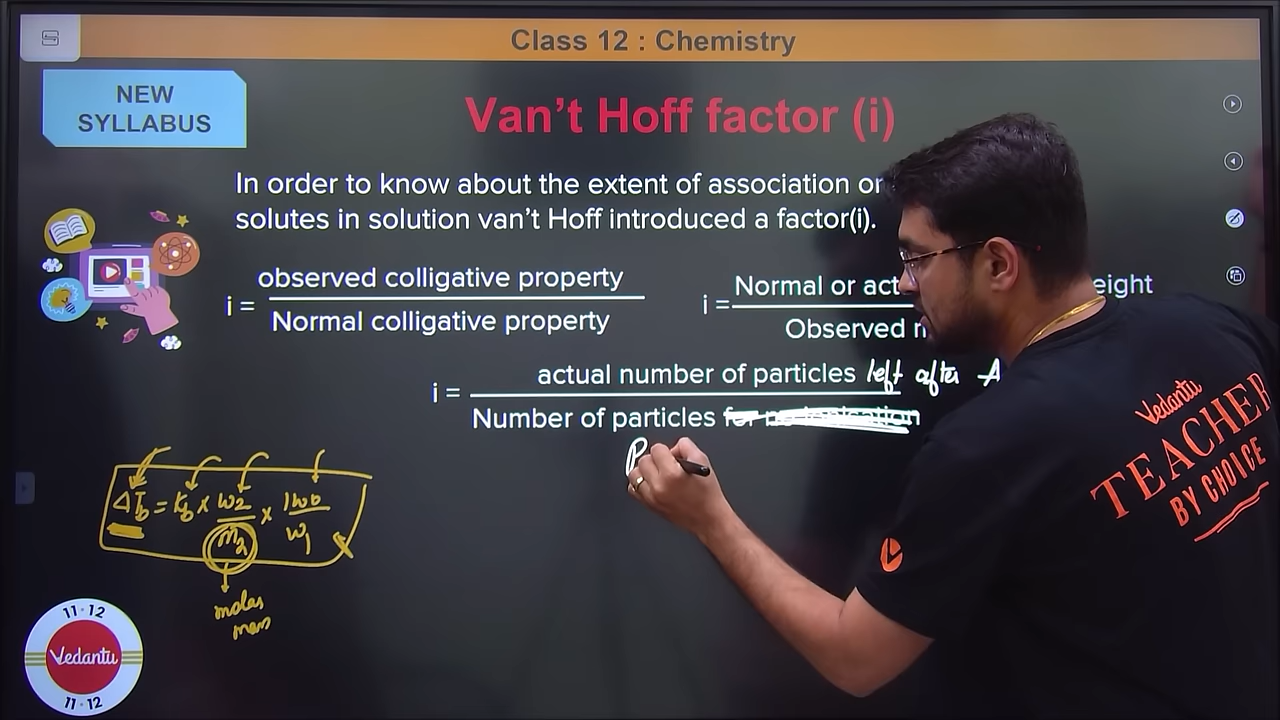 Class 12 : Chemistry
NEW
SYLLABUS
Van't Hoff factor (i)
In order to know about the extent of association or
solutes in solution van't Hoff introduced a factor(i).
i = observed colligative property
Normal colligative property
i = Normal or act eight
Observed
i = actual number of particles left after A
Number of particles for no ionisation
P
ΔTb = Kb × w2 × 1000
m2 w1
molar
mass
11-12
Vedantu
11-12
Vedantu
TEACHER
BY CHOICE